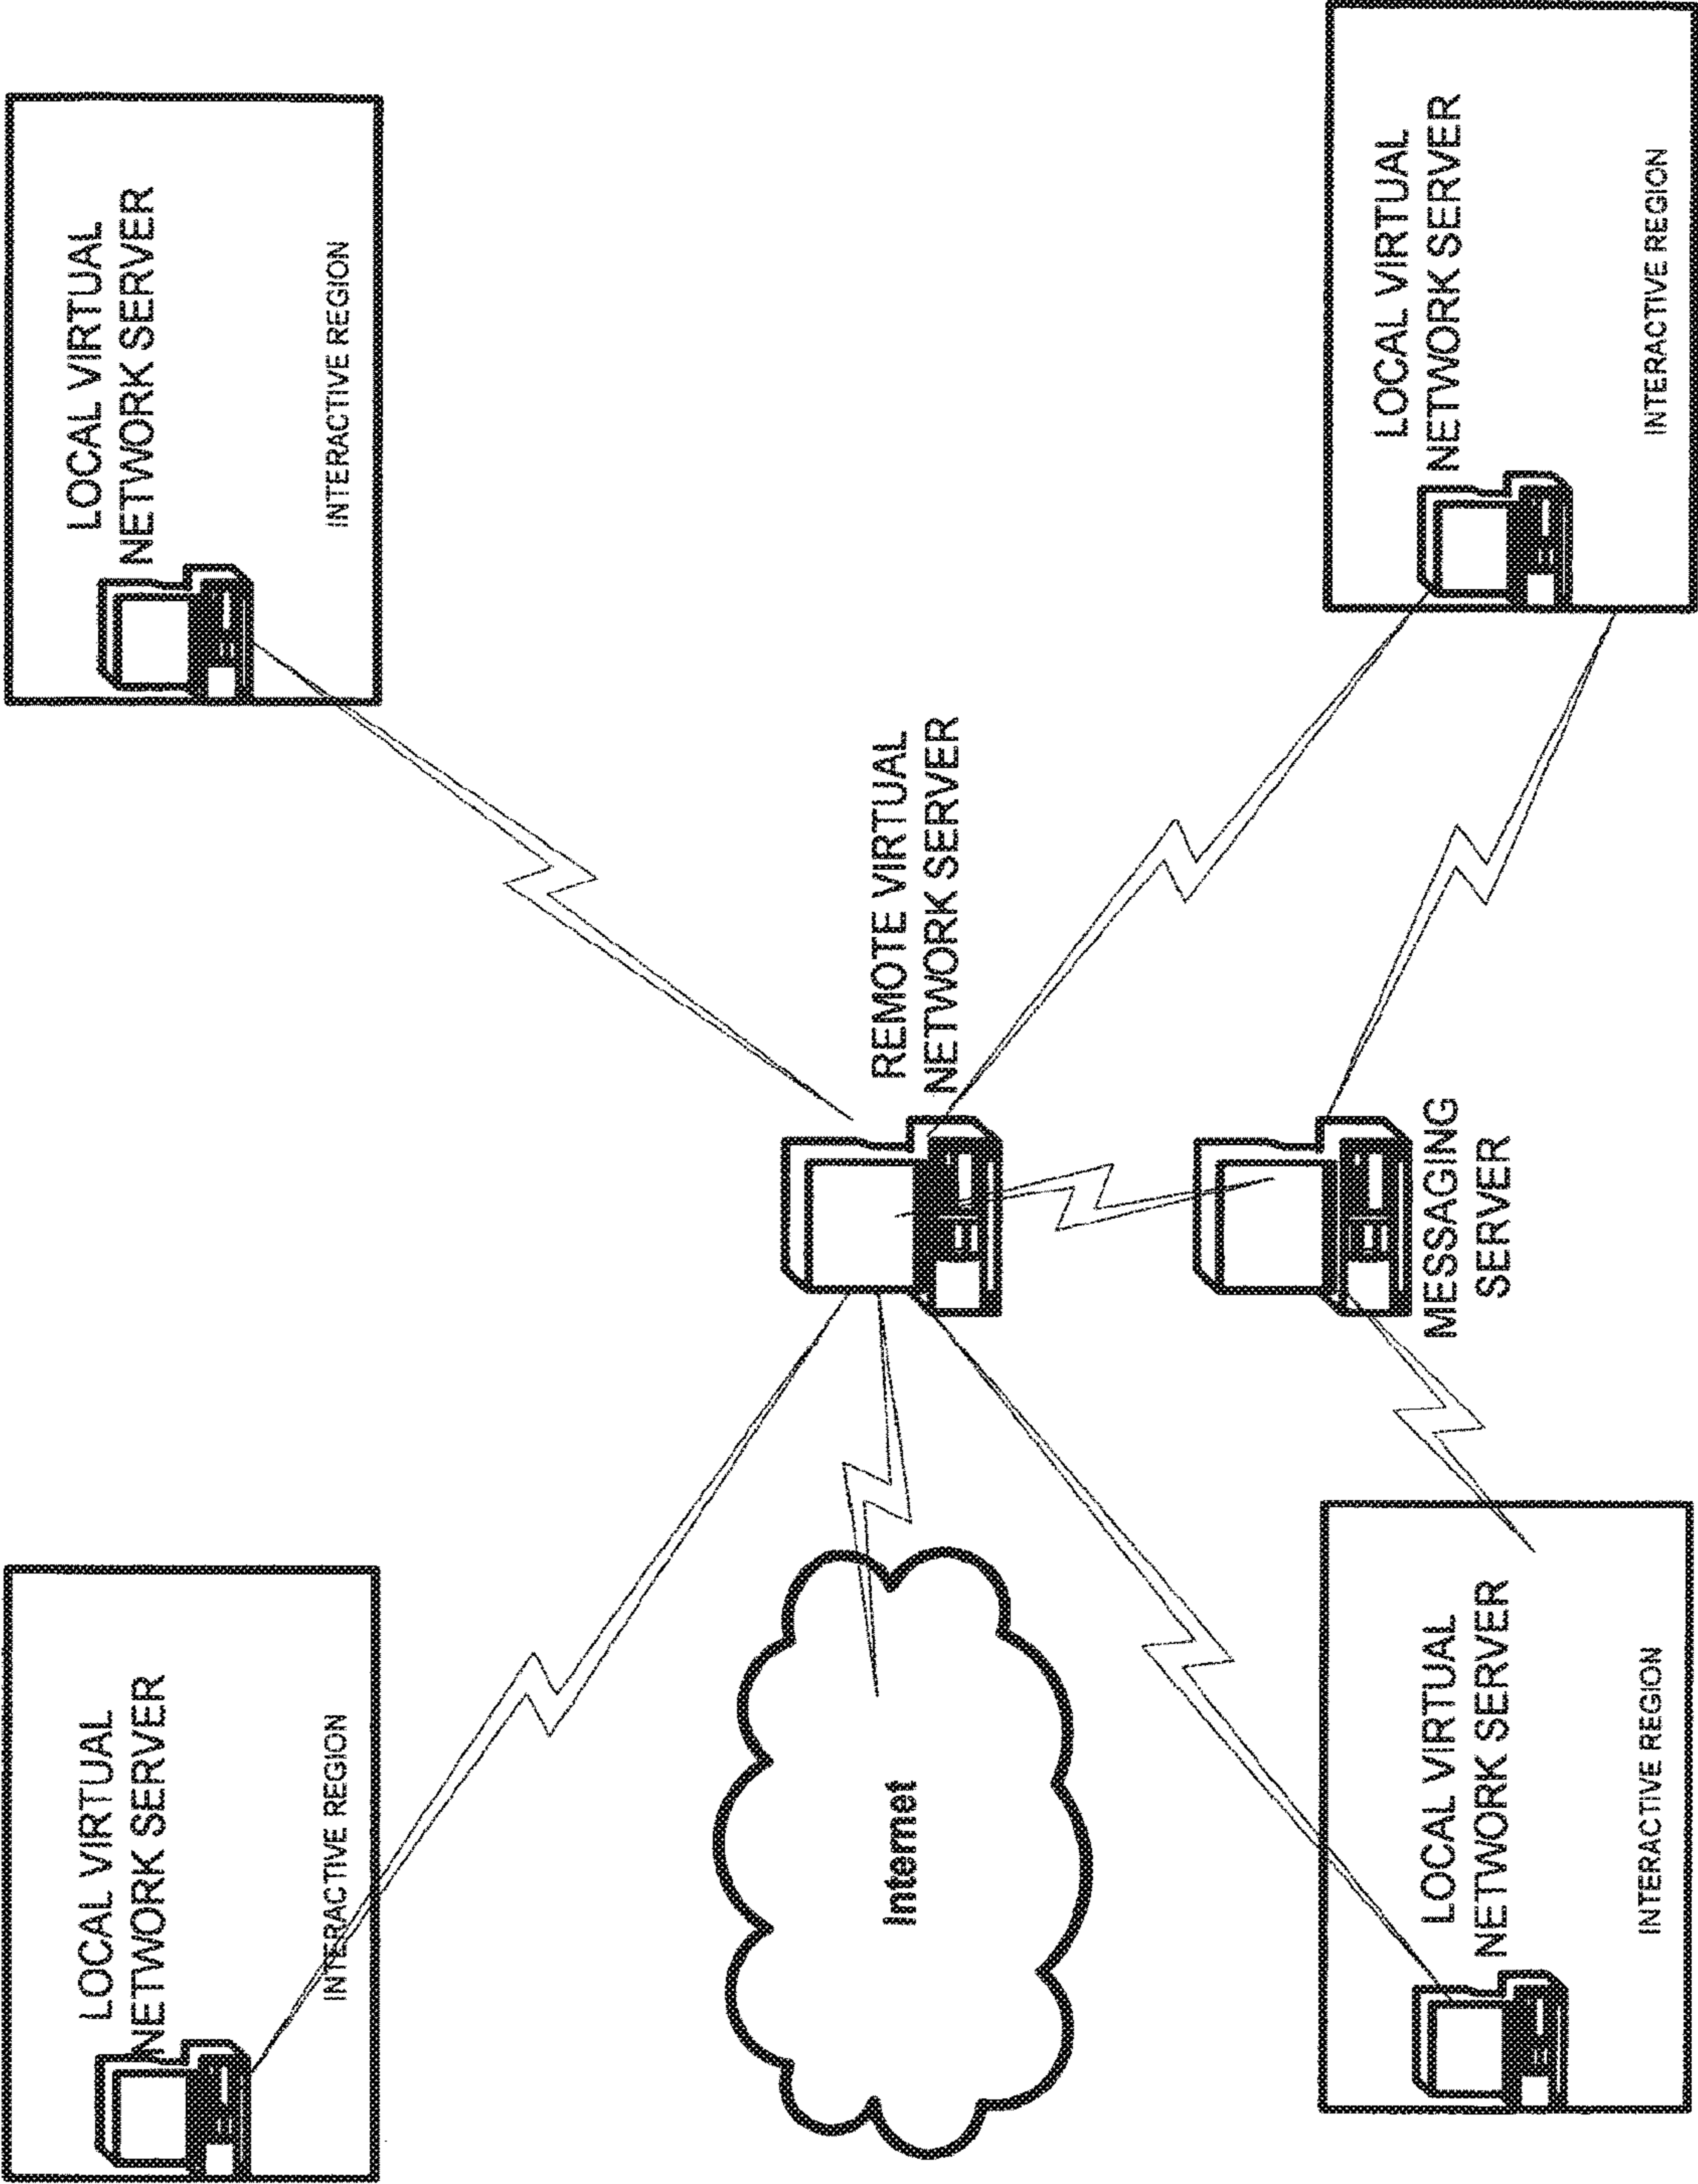 LOCAL VIRTUAL
NETWORK SERVER
INTERACTIVE REGION
LOCAL VIRTUAL
NETWORK SERVER
INTERACTIVE REGION
Internet
REMOTE VIRTUAL
NETWORK SERVER
LOCAL VIRTUAL
NETWORK SERVER
INTERACTIVE REGION
MESSAGING
SERVER
LOCAL VIRTUAL
NETWORK SERVER
INTERACTIVE REGION